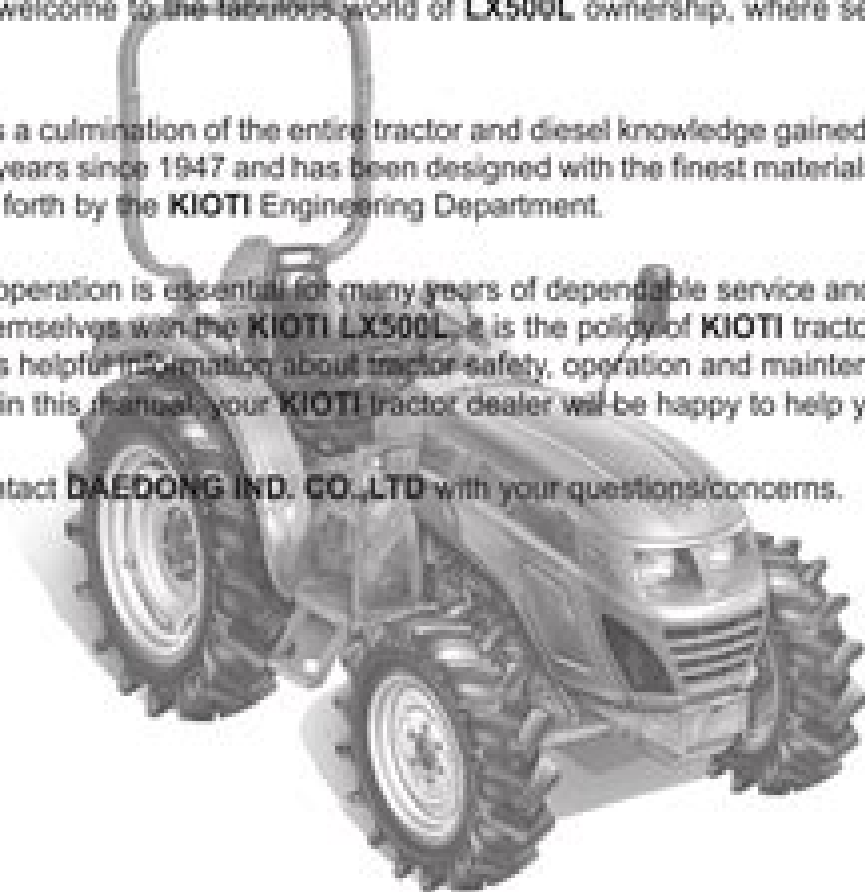 welcome to the fabulous world of LX500L ownership, where se
s a culmination of the entire tractor and diesel knowledge gained
years since 1947 and has been designed with the finest material
forth by the KIOTI Engineering Department.
operation is essential for many years of dependable service and
emselves with the KIOTI LX500L. It is the policy of KIOTI tracto
s helpful information about tractor safety, operation and mainten
in this manual, your KIOTI tractor dealer will be happy to help y
ntact DAEDONG IND. CO.,LTD with your questions/concerns.